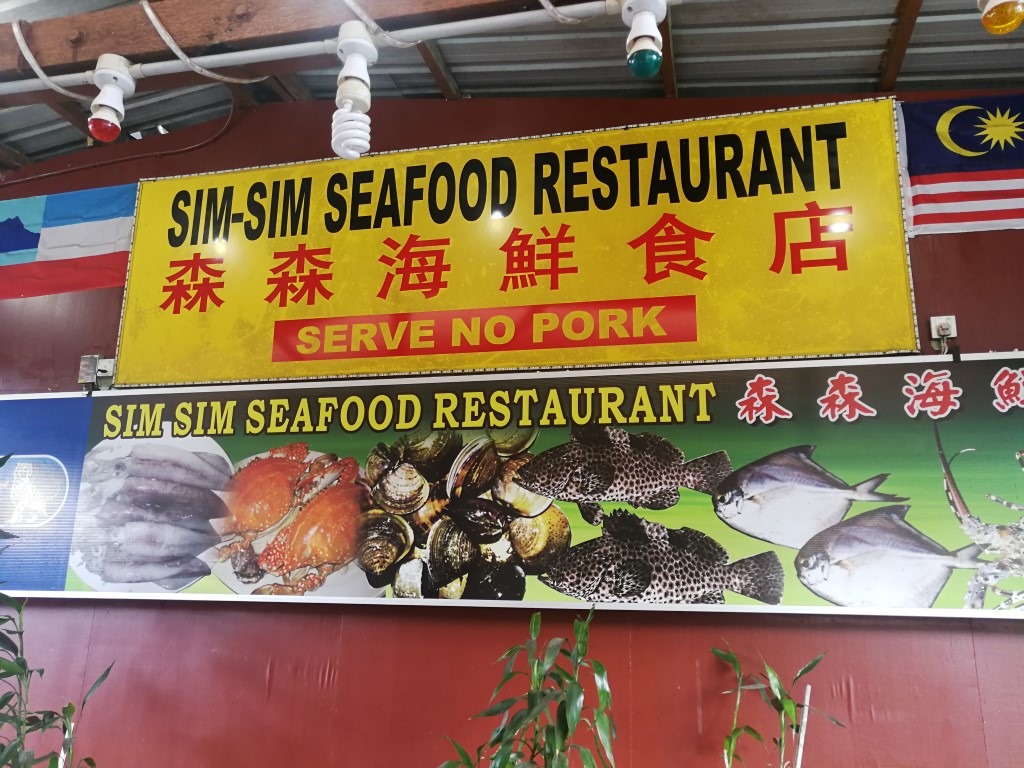 SIM-SIM SEAFOOD RESTAURANT
森森海鮮食店
SERVE NO PORK
SIM SIM SEAFOOD RESTAURANT 森森海鮮